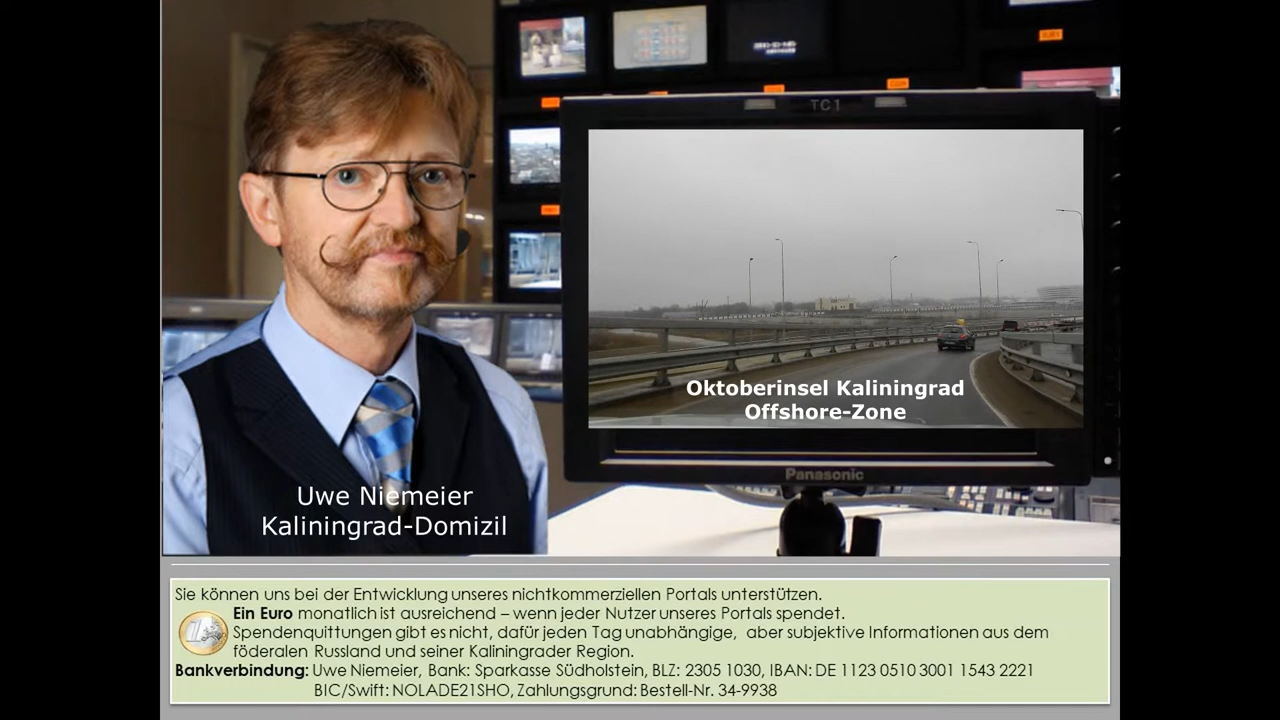 TC1
Oktoberinsel Kaliningrad
Offshore-Zone
Panasonic
Uwe Niemeier
Kaliningrad-Domizil
Sie können uns bei der Entwicklung unseres nichtkommerziellen Portals unterstützen.
Ein Euro monatlich ist ausreichend – wenn jeder Nutzer unseres Portals spendet.
Spendenquittungen gibt es nicht, dafür jeden Tag unabhängige, aber subjektive Informationen aus dem
föderalen Russland und seiner Kaliningrader Region.
Bankverbindung: Uwe Niemeier, Bank: Sparkasse Südholstein, BLZ: 2305 1030, IBAN: DE 1123 0510 3001 1543 2221
BIC/Swift: NOLADE21SHO, Zahlungsgrund: Bestell-Nr. 34-9938